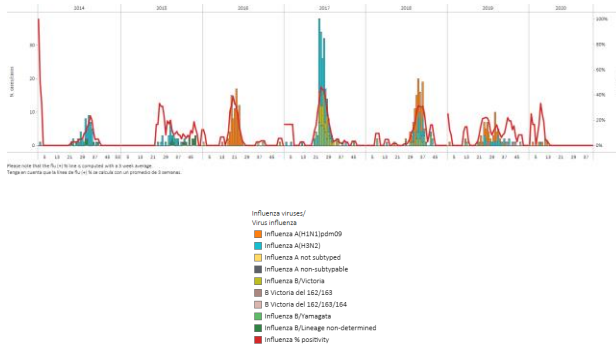 2014 2015 2016 2017 2018 2019 2020
100%
80%
60%
40%
20%
0%
30
20
10
0
Please note that the flu (+) % line is computed with a 3 week average.
Tenga en cuenta que la línea de flu (+) % se calcula con un promedio de 3 semanas.
Influenza viruses/
Virus influenza
Influenza A(H1N1)pdm09
Influenza A(H3N2)
Influenza A not subtyped
Influenza A non-subtypable
Influenza B/Victoria
B Victoria del 162/163
B Victoria del 162/163/164
Influenza B/Yamagata
Influenza B/Lineage non-determined
Influenza % positivity